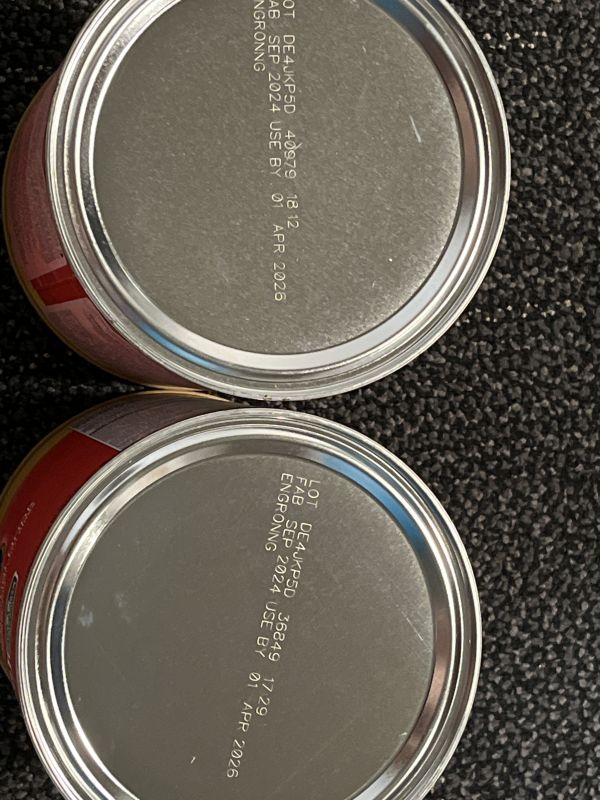 LOT DE4JKP5D 40979 18 12
FAB SEP 2024 USE BY 01 APR 2026
ENGRONNG
LOT DE4JKP5D 36849 17 29
FAB SEP 2024 USE BY 01 APR 2026
ENGRONNG